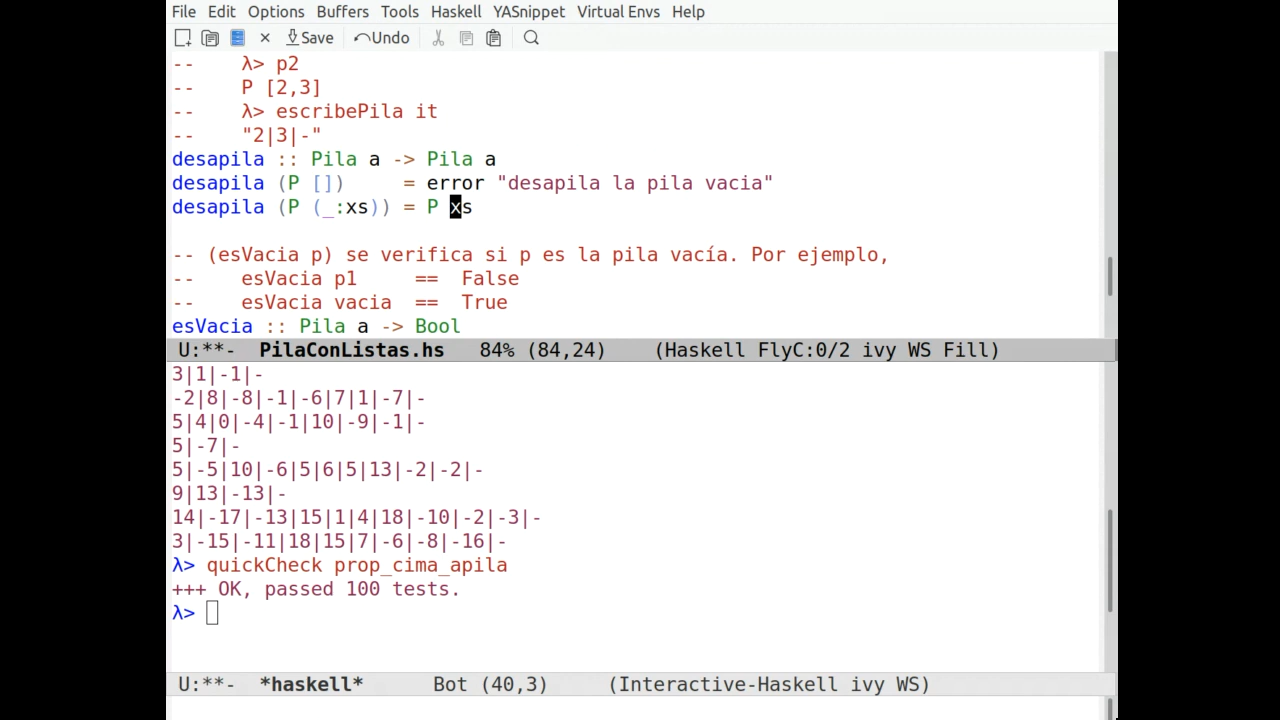 File Edit Options Buffers Tools Haskell YASnippet Virtual Envs Help
Save Undo
--    λ> p2
--    P [2,3]
--    λ> escribePila it
--    "2|3|-"
desapila :: Pila a -> Pila a
desapila (P [])     = error "desapila la pila vacia"
desapila (P (_:xs)) = P xs
-- (esVacia p) se verifica si p es la pila vacía. Por ejemplo,
--    esVacia p1     ==  False
--    esVacia vacia  ==  True
esVacia :: Pila a -> Bool
U:**-  PilaConListas.hs   84% (84,24)    (Haskell FlyC:0/2 ivy WS Fill)
3|1|-1|-
-2|8|-8|-1|-6|7|1|-7|-
5|4|0|-4|-1|10|-9|-1|-
5|-7|-
5|-5|10|-6|5|6|5|13|-2|-2|-
9|13|-13|-
14|-17|-13|15|1|4|18|-10|-2|-3|-
3|-15|-11|18|15|7|-6|-8|-16|-
λ> quickCheck prop_cima_apila
+++ OK, passed 100 tests.
λ>
U:**-  *haskell*      Bot (40,3)     (Interactive-Haskell ivy WS)